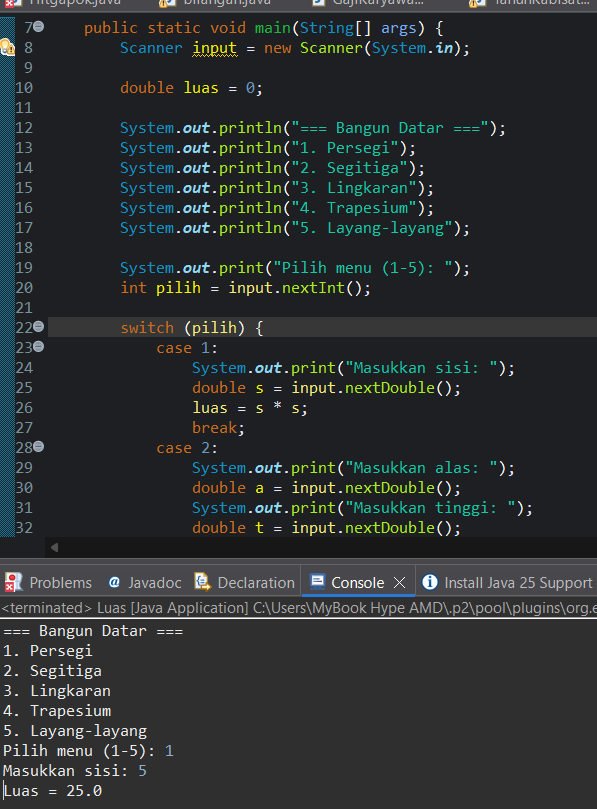 Hitgapok.java bilangan.java GajiKaryawa... TahunKabisat...
7 public static void main(String[] args) {
8 Scanner input = new Scanner(System.in);
9
10 double luas = 0;
11
12 System.out.println("=== Bangun Datar ===");
13 System.out.println("1. Persegi");
14 System.out.println("2. Segitiga");
15 System.out.println("3. Lingkaran");
16 System.out.println("4. Trapesium");
17 System.out.println("5. Layang-layang");
18
19 System.out.print("Pilih menu (1-5): ");
20 int pilih = input.nextInt();
21
22 switch (pilih) {
23 case 1:
24 System.out.print("Masukkan sisi: ");
25 double s = input.nextDouble();
26 luas = s * s;
27 break;
28 case 2:
29 System.out.print("Masukkan alas: ");
30 double a = input.nextDouble();
31 System.out.print("Masukkan tinggi: ");
32 double t = input.nextDouble();
Problems @ Javadoc Declaration Console Install Java 25 Support
<terminated> Luas [Java Application] C:\Users\MyBook Hype AMD\.p2\pool\plugins\org.e
=== Bangun Datar ===
1. Persegi
2. Segitiga
3. Lingkaran
4. Trapesium
5. Layang-layang
Pilih menu (1-5): 1
Masukkan sisi: 5
Luas = 25.0